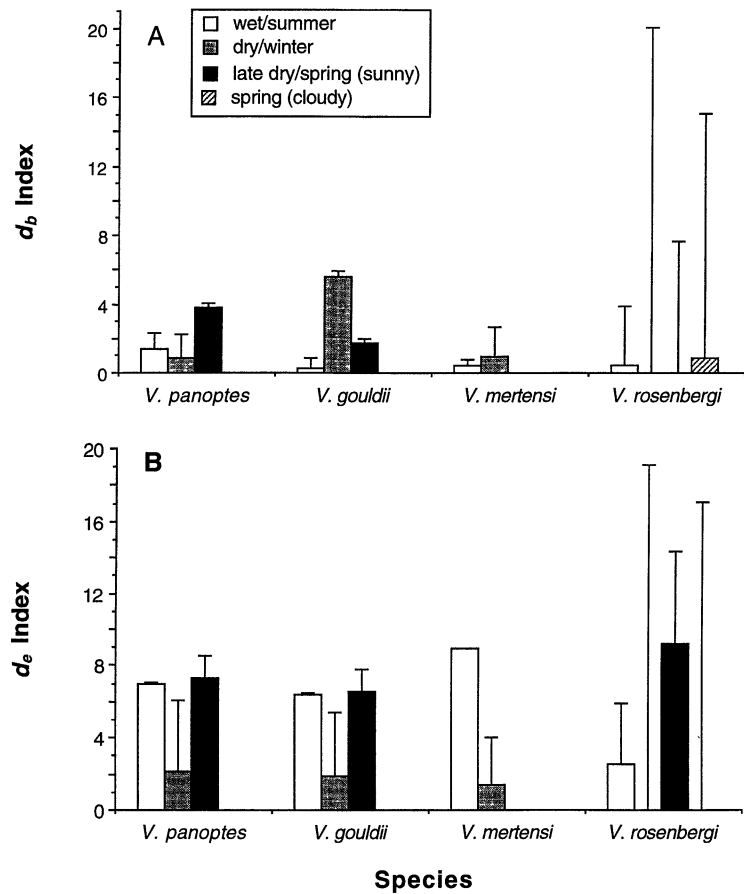 A
wet/summer
dry/winter
late dry/spring (sunny)
spring (cloudy)
d_b Index
20
16
12
8
4
0
V. panoptes V. gouldii V. mertensi V. rosenbergi
B
d_e Index
20
16
12
8
4
0
V. panoptes V. gouldii V. mertensi V. rosenbergi
Species